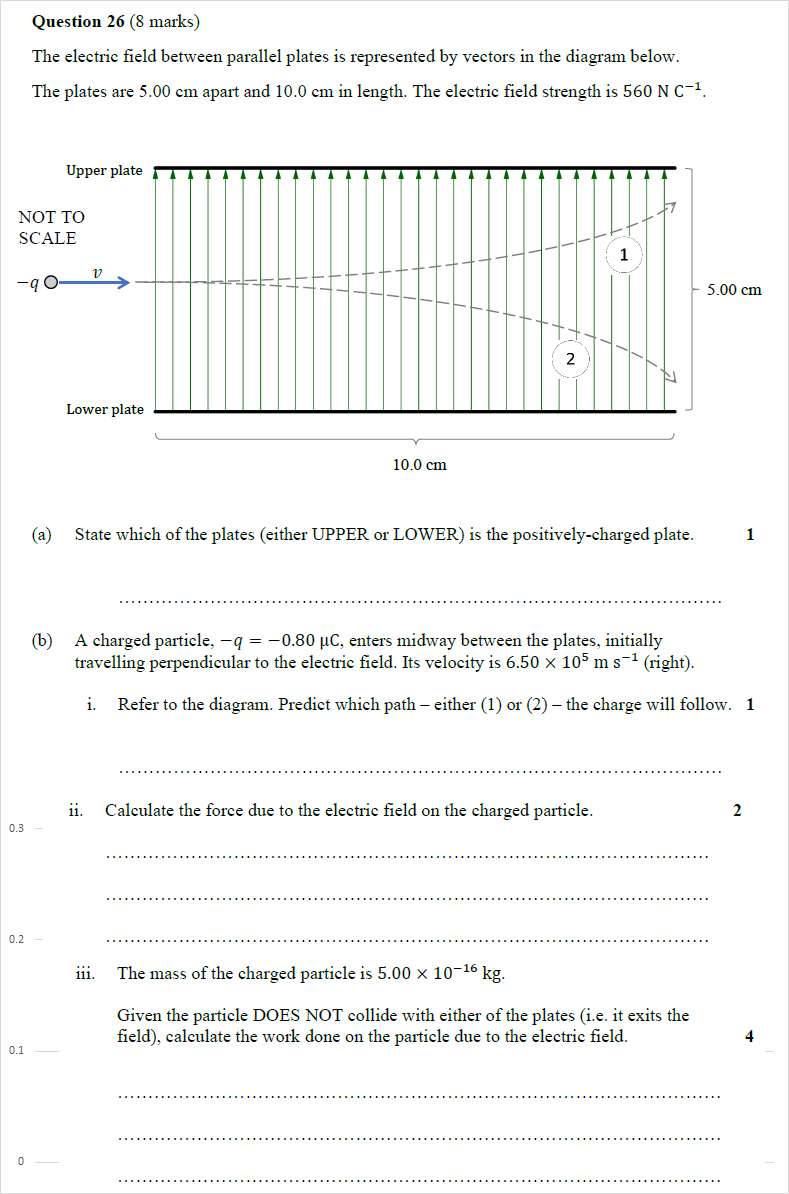 Question 26 (8 marks)
The electric field between parallel plates is represented by vectors in the diagram below.
The plates are 5.00 cm apart and 10.0 cm in length. The electric field strength is 560 N C⁻¹.
Upper plate
NOT TO
SCALE
−q
v
1
5.00 cm
2
Lower plate
10.0 cm
(a) State which of the plates (either UPPER or LOWER) is the positively-charged plate. 1
(b) A charged particle, −q = −0.80 μC, enters midway between the plates, initially
travelling perpendicular to the electric field. Its velocity is 6.50 × 10⁵ m s⁻¹ (right).
i. Refer to the diagram. Predict which path – either (1) or (2) – the charge will follow. 1
ii. Calculate the force due to the electric field on the charged particle. 2
0.3
0.2
iii. The mass of the charged particle is 5.00 × 10⁻¹⁶ kg.
Given the particle DOES NOT collide with either of the plates (i.e. it exits the
field), calculate the work done on the particle due to the electric field. 4
0.1
0